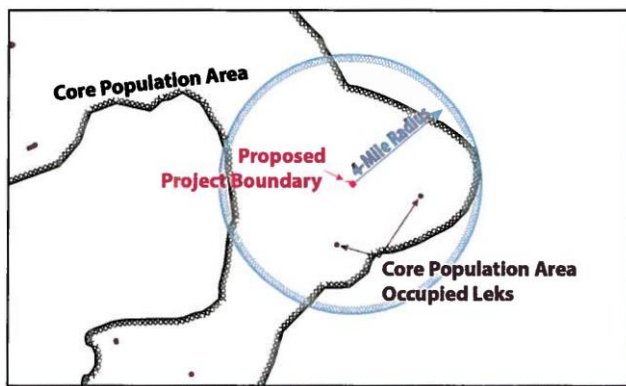 Core Population Area
4-Mile Radius
Proposed
Project Boundary
Core Population Area
Occupied Leks